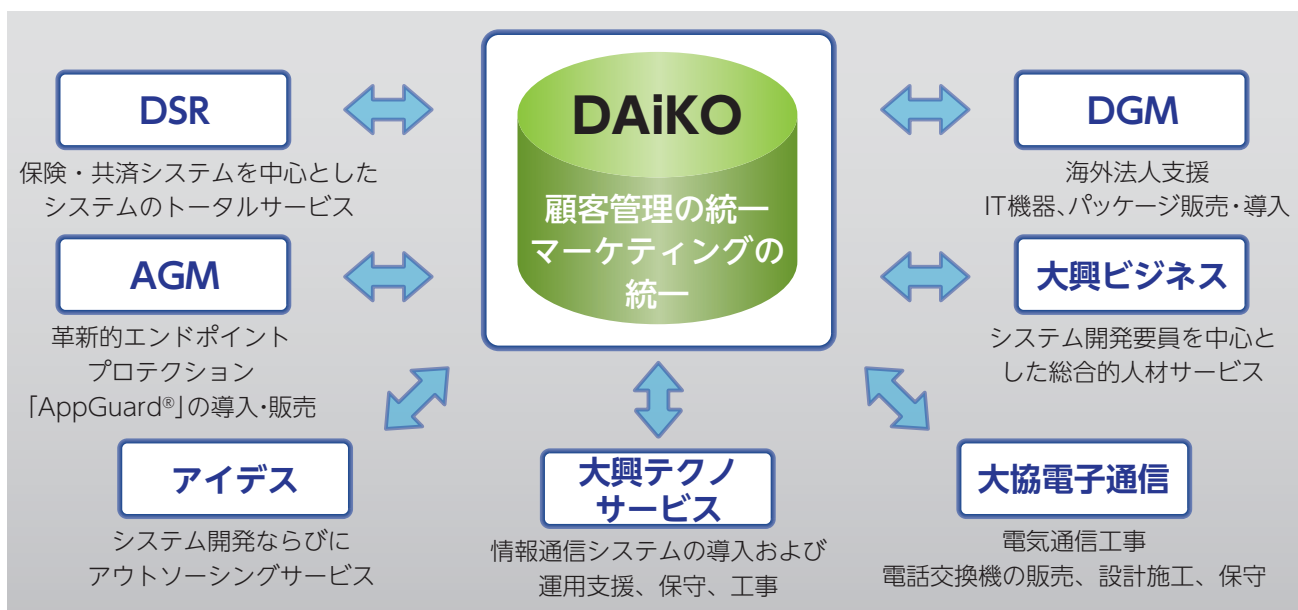 DAiKO
顧客管理の統一
マーケティングの
統一
DSR
保険・共済システムを中心とした
システムのトータルサービス
AGM
革新的エンドポイント
プロテクション
「AppGuard®」の導入・販売
アイデス
システム開発ならびに
アウトソーシングサービス
大興テクノ
サービス
情報通信システムの導入および
運用支援、保守、工事
DGM
海外法人支援
IT機器、パッケージ販売・導入
大興ビジネス
システム開発要員を中心と
した総合的人材サービス
大協電子通信
電気通信工事
電話交換機の販売、設計施工、保守